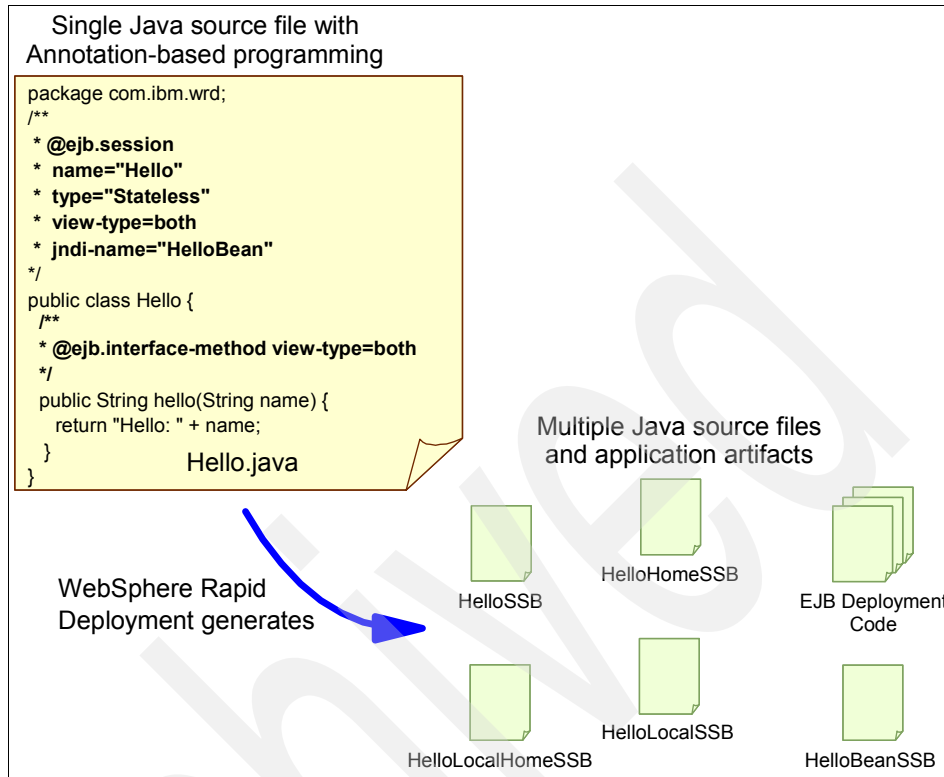 Single Java source file with
Annotation-based programming
package com.ibm.wrd;
/**
* @ejb.session
* name="Hello"
* type="Stateless"
* view-type=both
* jndi-name="HelloBean"
*/
public class Hello {
/**
* @ejb.interface-method view-type=both
*/
public String hello(String name) {
return "Hello: " + name;
}
}
Hello.java
WebSphere Rapid
Deployment generates
Multiple Java source files
and application artifacts
HelloSSB
HelloHomeSSB
EJB Deployment
Code
HelloLocalHomeSSB
HelloLocalSSB
HelloBeanSSB